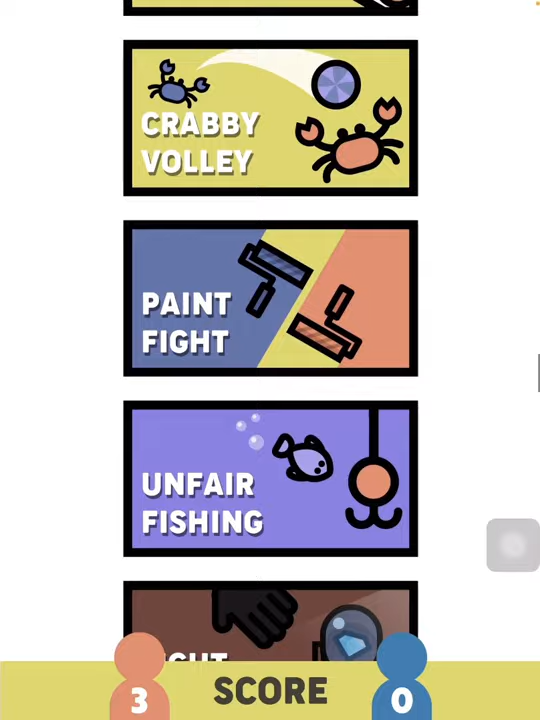 CRABBY
VOLLEY
PAINT
FIGHT
UNFAIR
FISHING
3
SCORE
0